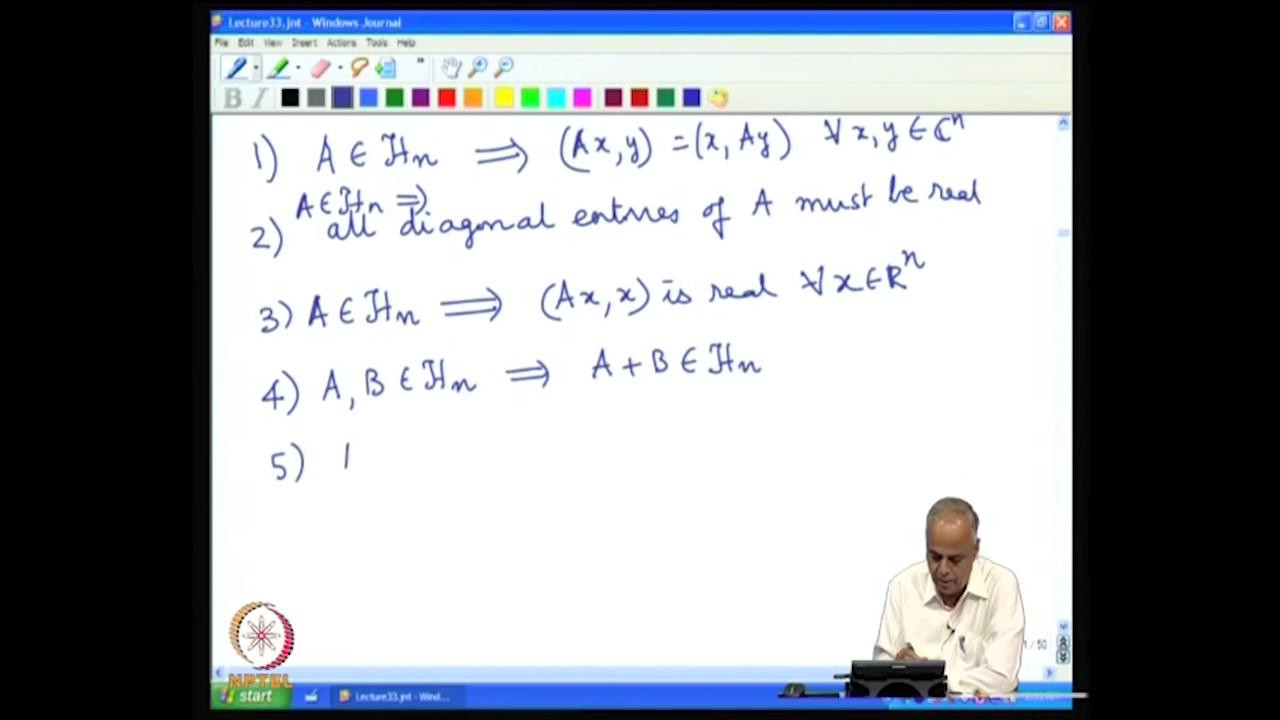 Lecture33.jnt - Windows Journal
File Edit View Insert Actions Tools Help
1) A ∈ ℋn ⟹ (Ax, y) = (x, Ay) ∀ x, y ∈ ℂⁿ
A ∈ ℋn ⟹
2) all diagonal entries of A must be real
3) A ∈ ℋn ⟹ (Ax, x) is real ∀ x ∈ ℝⁿ
4) A, B ∈ ℋn ⟹ A + B ∈ ℋn
5)
/ 50
NPTEL
start Lecture33.jnt - Wind...